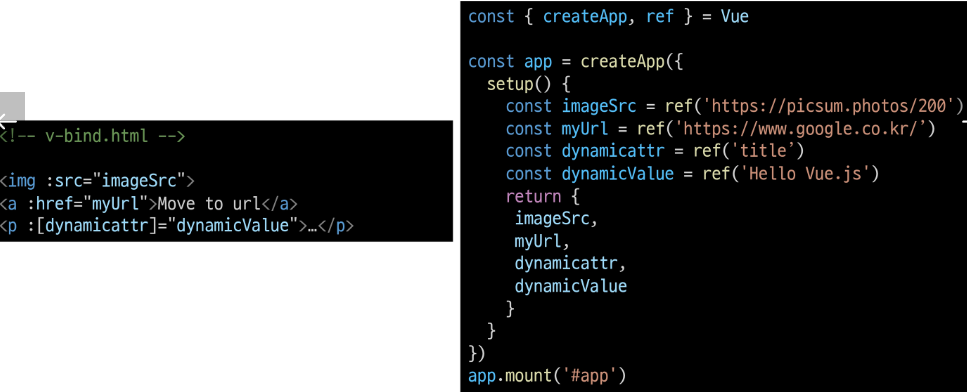 <!-- v-bind.html -->
<img :src="imageSrc">
<a :href="myUrl">Move to url</a>
<p :[dynamicattr]="dynamicValue">…</p>
const { createApp, ref } = Vue
const app = createApp({
setup() {
const imageSrc = ref('https://picsum.photos/200')
const myUrl = ref('https://www.google.co.kr/’)
const dynamicattr = ref('title’)
const dynamicValue = ref('Hello Vue.js')
return {
imageSrc,
myUrl,
dynamicattr,
dynamicValue
}
}
})
app.mount('#app')